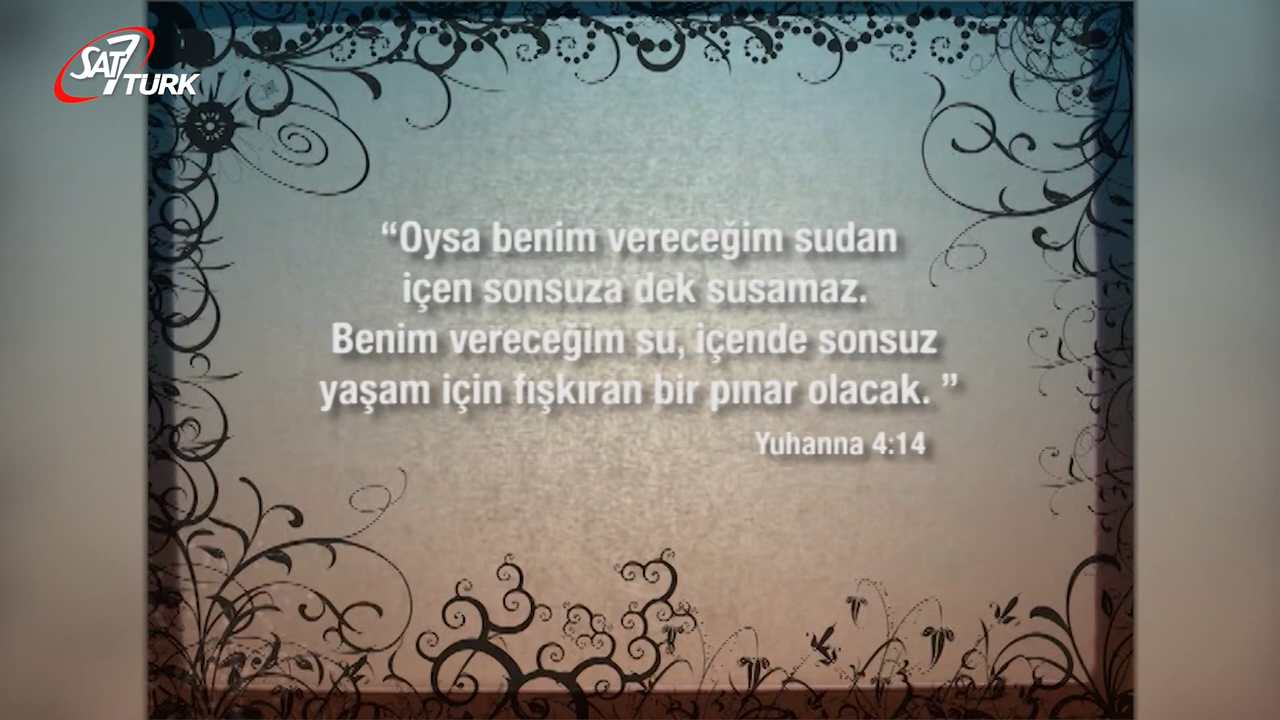 SAT7
TURK
“Oysa benim vereceğim sudan
içen sonsuza dek susamaz.
Benim vereceğim su, içende sonsuz
yaşam için fışkıran bir pınar olacak. ”
Yuhanna 4:14